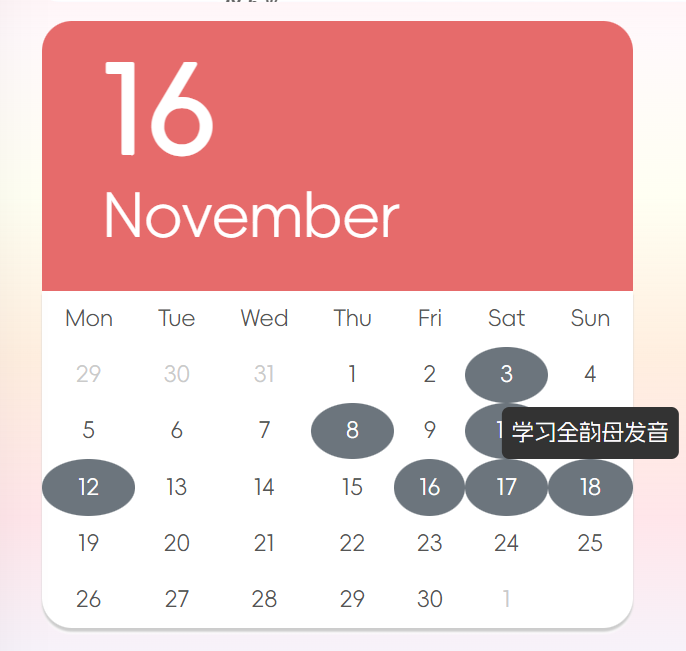 16
November
Mon Tue Wed Thu Fri Sat Sun
29 30 31 1 2 3 4
5 6 7 8 9
学习全韵母发音
12 13 14 15 16 17 18
19 20 21 22 23 24 25
26 27 28 29 30 1